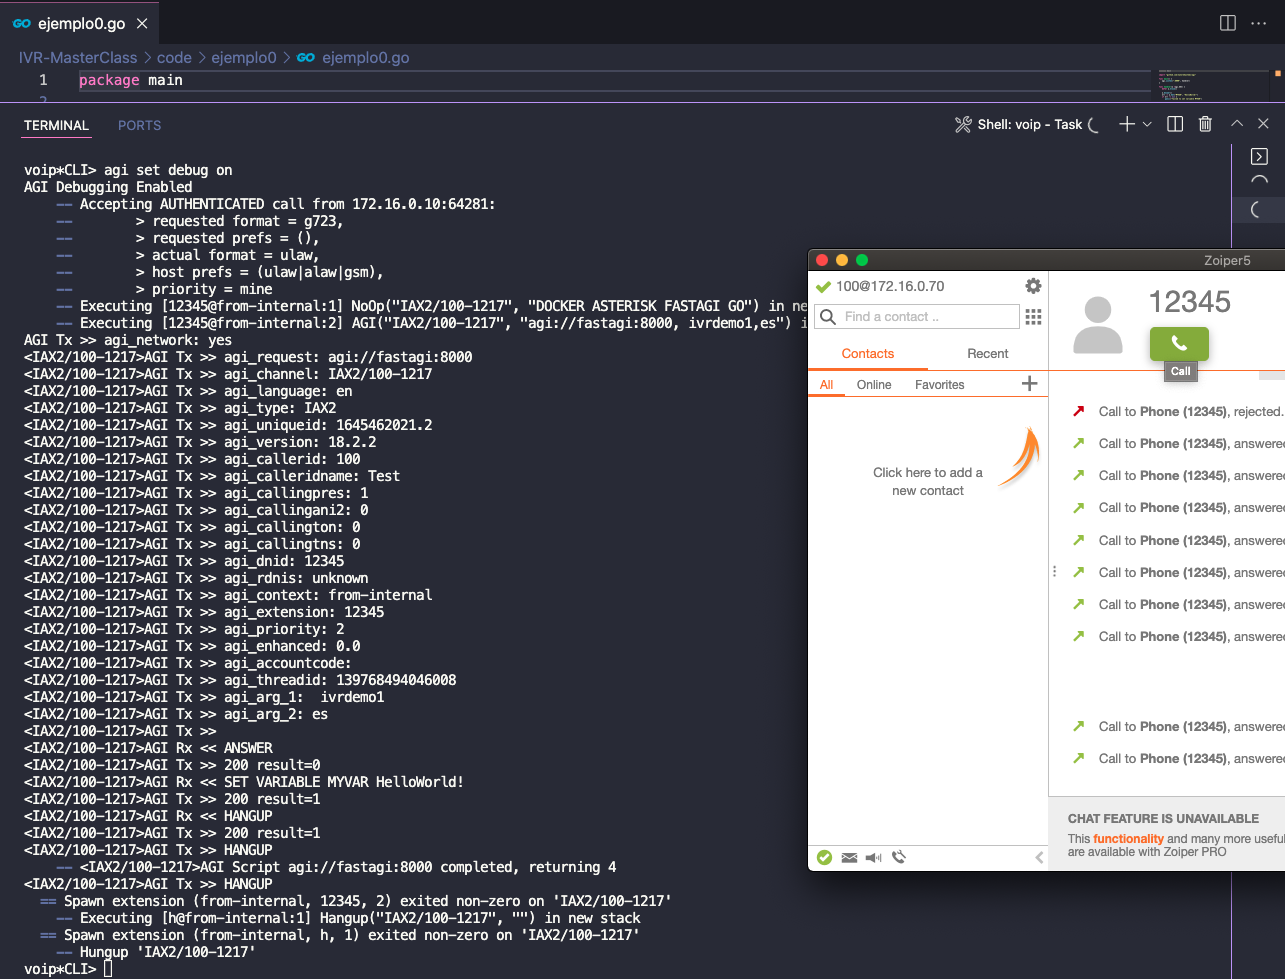 GO ejemplo0.go
IVR-MasterClass > code > ejemplo0 > GO ejemplo0.go
1 package main
2
TERMINAL PORTS
Shell: voip - Task
voip*CLI> agi set debug on
AGI Debugging Enabled
-- Accepting AUTHENTICATED call from 172.16.0.10:64281:
-- > requested format = g723,
-- > requested prefs = (),
-- > actual format = ulaw,
-- > host prefs = (ulaw|alaw|gsm),
-- > priority = mine
-- Executing [12345@from-internal:1] NoOp("IAX2/100-1217", "DOCKER ASTERISK FASTAGI GO") in ne
-- Executing [12345@from-internal:2] AGI("IAX2/100-1217", "agi://fastagi:8000, ivrdemo1,es") i
AGI Tx >> agi_network: yes
<IAX2/100-1217>AGI Tx >> agi_request: agi://fastagi:8000
<IAX2/100-1217>AGI Tx >> agi_channel: IAX2/100-1217
<IAX2/100-1217>AGI Tx >> agi_language: en
<IAX2/100-1217>AGI Tx >> agi_type: IAX2
<IAX2/100-1217>AGI Tx >> agi_uniqueid: 1645462021.2
<IAX2/100-1217>AGI Tx >> agi_version: 18.2.2
<IAX2/100-1217>AGI Tx >> agi_callerid: 100
<IAX2/100-1217>AGI Tx >> agi_calleridname: Test
<IAX2/100-1217>AGI Tx >> agi_callingpres: 1
<IAX2/100-1217>AGI Tx >> agi_callingani2: 0
<IAX2/100-1217>AGI Tx >> agi_callington: 0
<IAX2/100-1217>AGI Tx >> agi_callingtns: 0
<IAX2/100-1217>AGI Tx >> agi_dnid: 12345
<IAX2/100-1217>AGI Tx >> agi_rdnis: unknown
<IAX2/100-1217>AGI Tx >> agi_context: from-internal
<IAX2/100-1217>AGI Tx >> agi_extension: 12345
<IAX2/100-1217>AGI Tx >> agi_priority: 2
<IAX2/100-1217>AGI Tx >> agi_enhanced: 0.0
<IAX2/100-1217>AGI Tx >> agi_accountcode:
<IAX2/100-1217>AGI Tx >> agi_threadid: 139768494046008
<IAX2/100-1217>AGI Tx >> agi_arg_1:  ivrdemo1
<IAX2/100-1217>AGI Tx >> agi_arg_2: es
<IAX2/100-1217>AGI Tx >>
<IAX2/100-1217>AGI Rx << ANSWER
<IAX2/100-1217>AGI Tx >> 200 result=0
<IAX2/100-1217>AGI Rx << SET VARIABLE MYVAR HelloWorld!
<IAX2/100-1217>AGI Tx >> 200 result=1
<IAX2/100-1217>AGI Rx << HANGUP
<IAX2/100-1217>AGI Tx >> 200 result=1
<IAX2/100-1217>AGI Tx >> HANGUP
-- <IAX2/100-1217>AGI Script agi://fastagi:8000 completed, returning 4
<IAX2/100-1217>AGI Tx >> HANGUP
== Spawn extension (from-internal, 12345, 2) exited non-zero on 'IAX2/100-1217'
-- Executing [h@from-internal:1] Hangup("IAX2/100-1217", "") in new stack
== Spawn extension (from-internal, h, 1) exited non-zero on 'IAX2/100-1217'
-- Hungup 'IAX2/100-1217'
voip*CLI>
Zoiper5
100@172.16.0.70
Find a contact ..
Contacts Recent
All Online Favorites
Click here to add a
new contact
12345
Call
Call to Phone (12345), rejected.
Call to Phone (12345), answered
Call to Phone (12345), answered
Call to Phone (12345), answered
Call to Phone (12345), answered
Call to Phone (12345), answered
Call to Phone (12345), answered
Call to Phone (12345), answered
Call to Phone (12345), answered
Call to Phone (12345), answered
CHAT FEATURE IS UNAVAILABLE
This functionality and many more useful
are available with Zoiper PRO